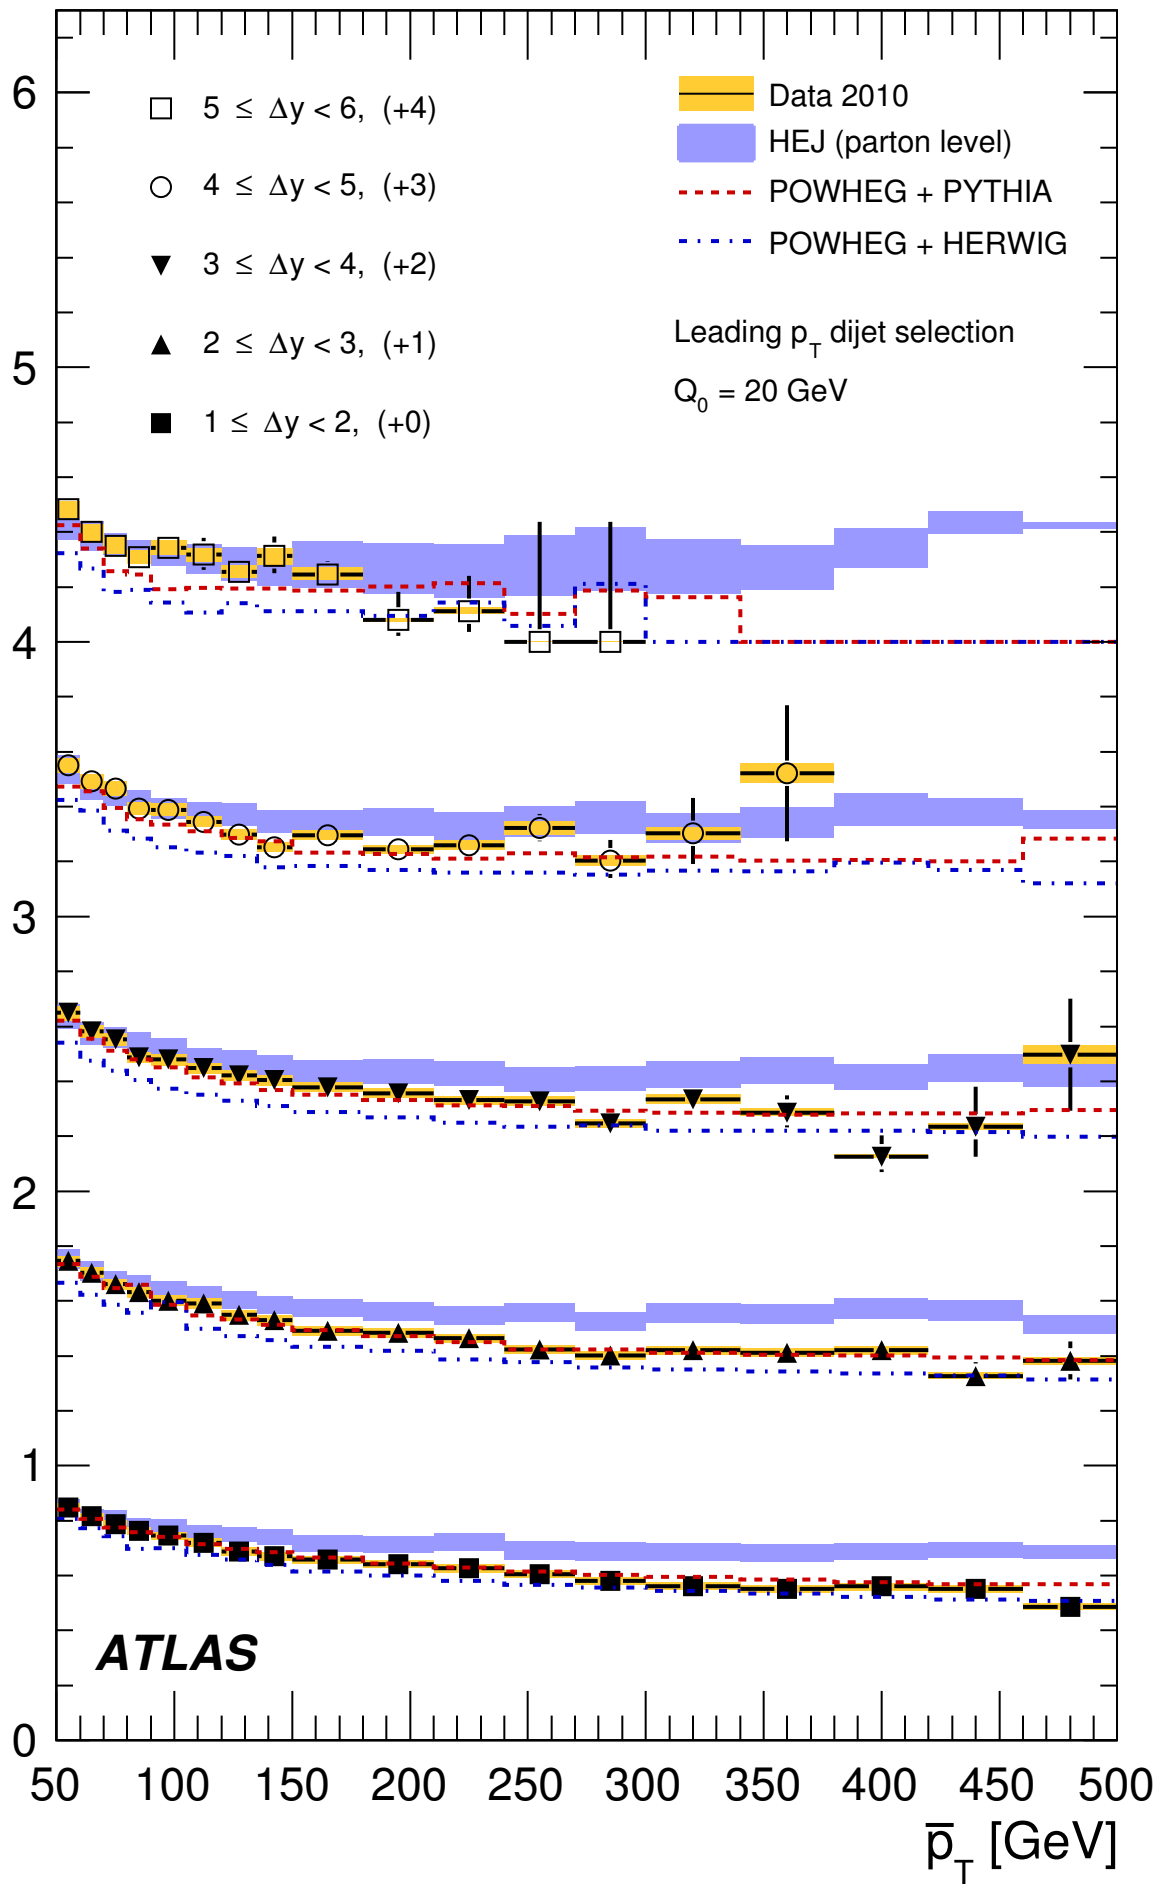 6
5
4
3
2
1
0
5 ≤ Δy < 6, (+4)
4 ≤ Δy < 5, (+3)
3 ≤ Δy < 4, (+2)
2 ≤ Δy < 3, (+1)
1 ≤ Δy < 2, (+0)
Data 2010
HEJ (parton level)
POWHEG + PYTHIA
POWHEG + HERWIG
Leading p_T dijet selection
Q_0 = 20 GeV
ATLAS
50 100 150 200 250 300 350 400 450 500
p̅_T [GeV]